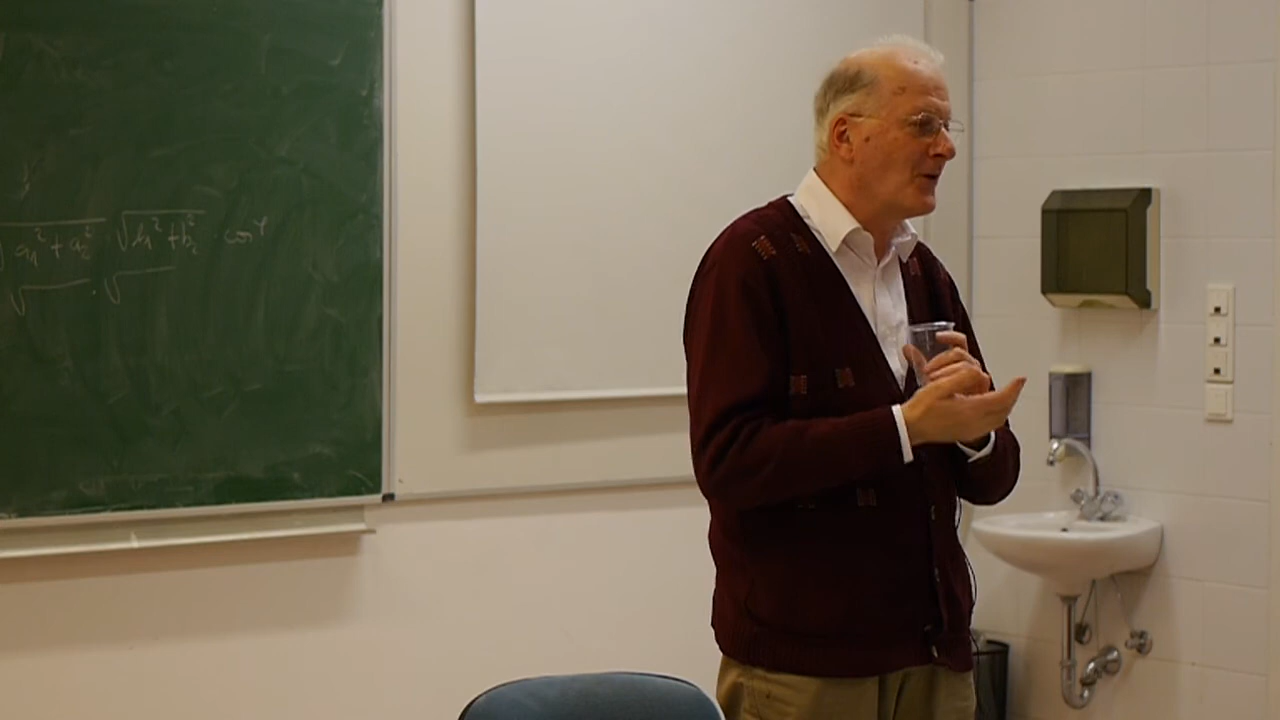 √a₁²+a₂² · √b₁²+b₂² · cos γ
√ · √